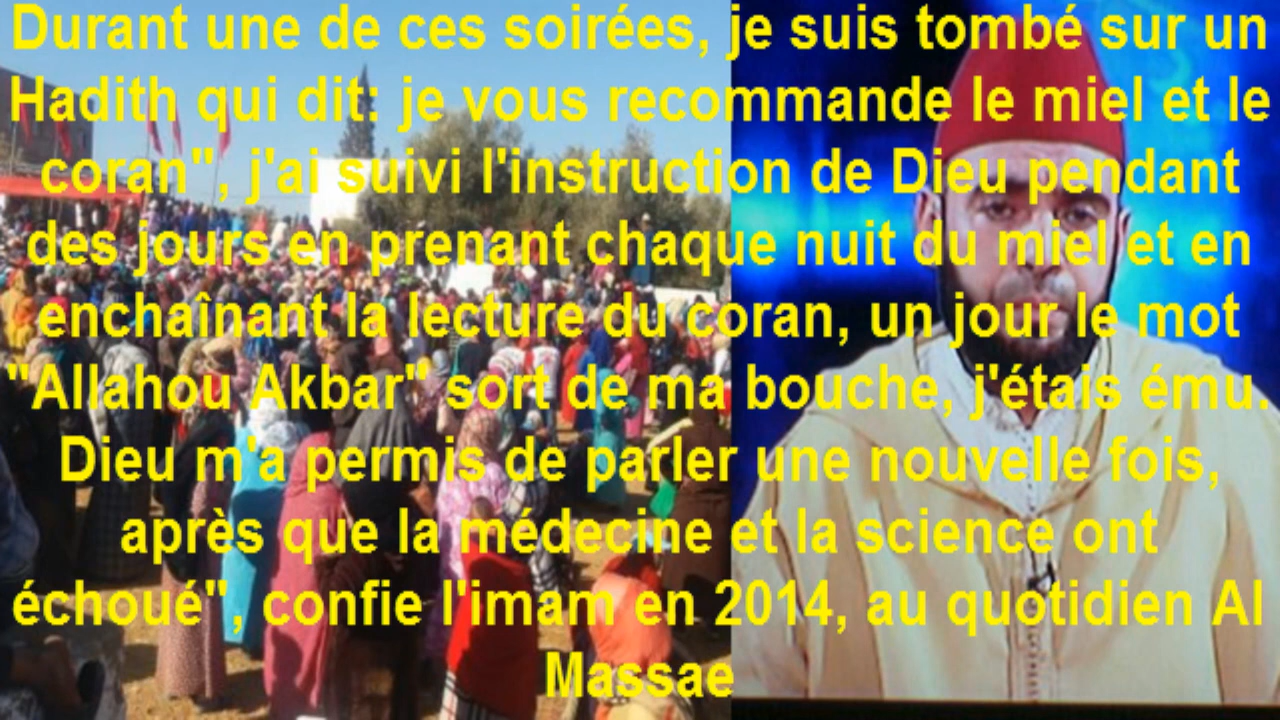 Durant une de ces soirées, je suis tombé sur un
Hadith qui dit: je vous recommande le miel et le
coran", j'ai suivi l'instruction de Dieu pendant
des jours en prenant chaque nuit du miel et en
enchaînant la lecture du coran, un jour le mot
"Allahou Akbar" sort de ma bouche, j'étais ému.
Dieu m'a permis de parler une nouvelle fois,
après que la médecine et la science ont
échoué", confie l'imam en 2014, au quotidien Al
Massae